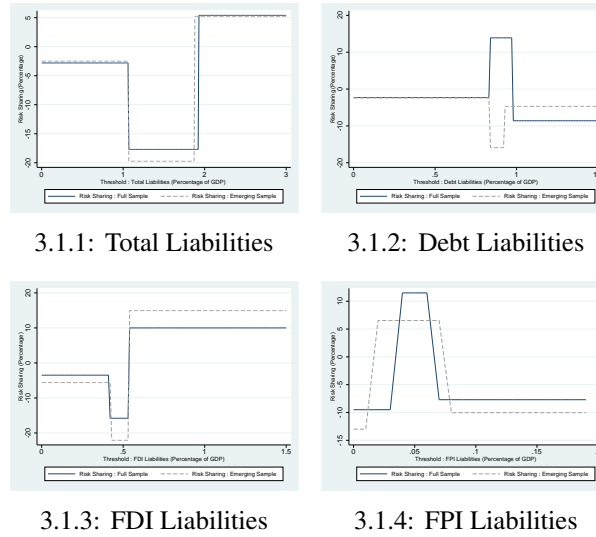 5
0
-5
-10
-15
-20
Risk Sharing (Percentage)
0 1 2 3
Threshold : Total Liabilities (Percentage of GDP)
Risk Sharing : Full Sample Risk Sharing : Emerging Sample
3.1.1: Total Liabilities
20
10
0
-10
-20
Risk Sharing (Percentage)
0 .5 1 1.5
Threshold : Debt Liabilities (Percentage of GDP)
Risk Sharing : Full Sample Risk Sharing : Emerging Sample
3.1.2: Debt Liabilities
20
10
0
-10
-20
Risk Sharing (Percentage)
0 .5 1 1.5
Threshold : FDI Liabilities (Percentage of GDP)
Risk Sharing : Full Sample Risk Sharing : Emerging Sample
3.1.3: FDI Liabilities
10
5
0
-5
-10
-15
Risk Sharing (Percentage)
0 .05 .1 .15
Threshold : FPI Liabilities (Percentage of GDP)
Risk Sharing : Full Sample Risk Sharing : Emerging Sample
3.1.4: FPI Liabilities